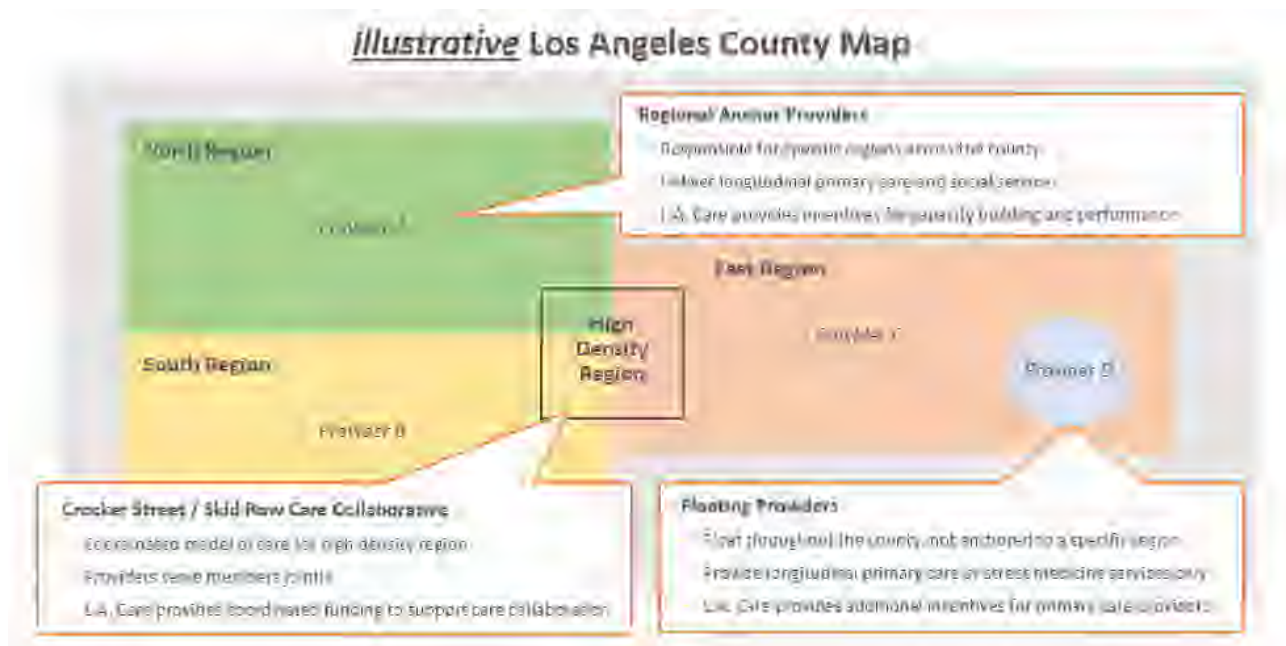 illustrative Los Angeles County Map
Regional Anchor Providers
Responsible for specific regions across the county
Deliver longitudinal primary care and social services
L.A. Care provides incentives for capacity building and performance
North Region
Provider A
East Region
High
Density
Region
Provider C
Provider D
South Region
Provider B
Crocker Street / Skid Row Care Collaborative
Coordinated model of care for high density region
Providers serve members jointly
L.A. Care provides coordinated funding to support care collaboration
Floating Providers
Float throughout the county, not anchored to a specific region
Provide longitudinal primary care or street medicine services only
L.A. Care provides additional incentives for primary care providers